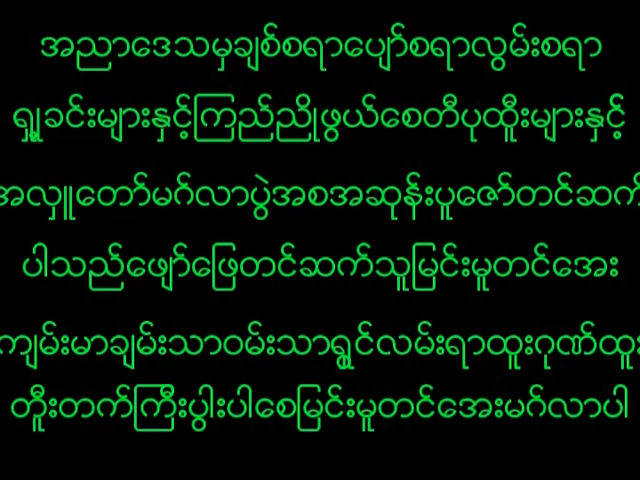 အညာဒေသမှချစ်စရာပျော်စရာလွမ်းစရာ
ရှုခင်းများနှင့်ကြည်ညိုဖွယ်စေတီပုထိုးများနှင့်
အလှူတော်မင်္ဂလာပွဲအစအဆုန်းပူဇော်တင်ဆက်
ပါသည်ဖျော်ဖြေတင်ဆက်သူမြင်းမူတင်အေး
ကျမ်းမာချမ်းသာဝမ်းသာရွှင်လမ်းရာထူးဂုဏ်ထူး
တိုးတက်ကြီးပွါးပါစေမြင်းမူတင်အေးမင်္ဂလာပါ